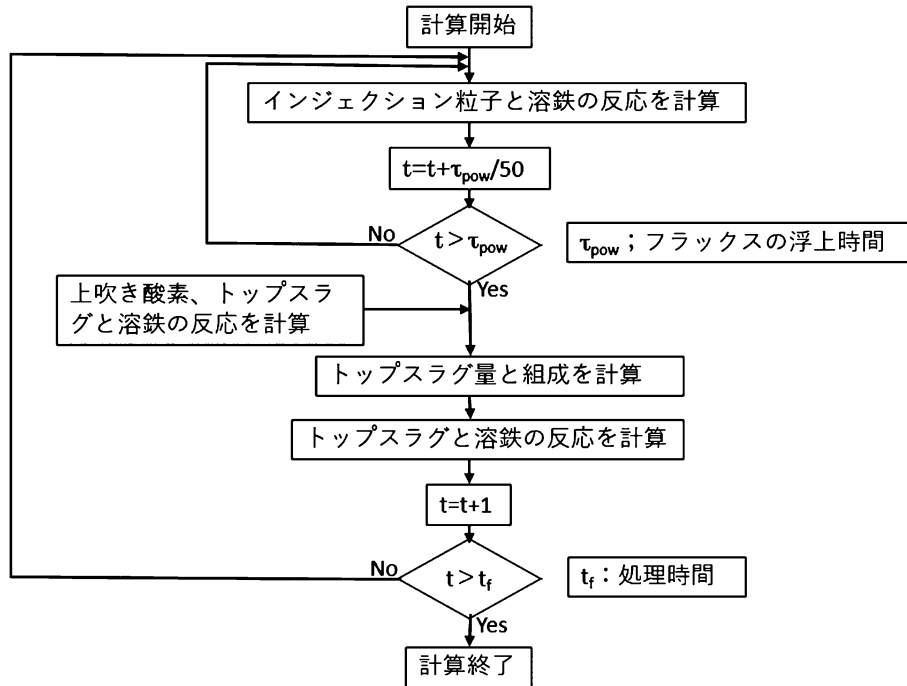 計算開始
インジェクション粒子と溶鉄の反応を計算
t=t+τpow/50
No
t＞τpow
τpow；フラックスの浮上時間
Yes
上吹き酸素、トップスラ
グと溶鉄の反応を計算
トップスラグ量と組成を計算
トップスラグと溶鉄の反応を計算
t=t+1
No
t＞tf
tf：処理時間
Yes
計算終了